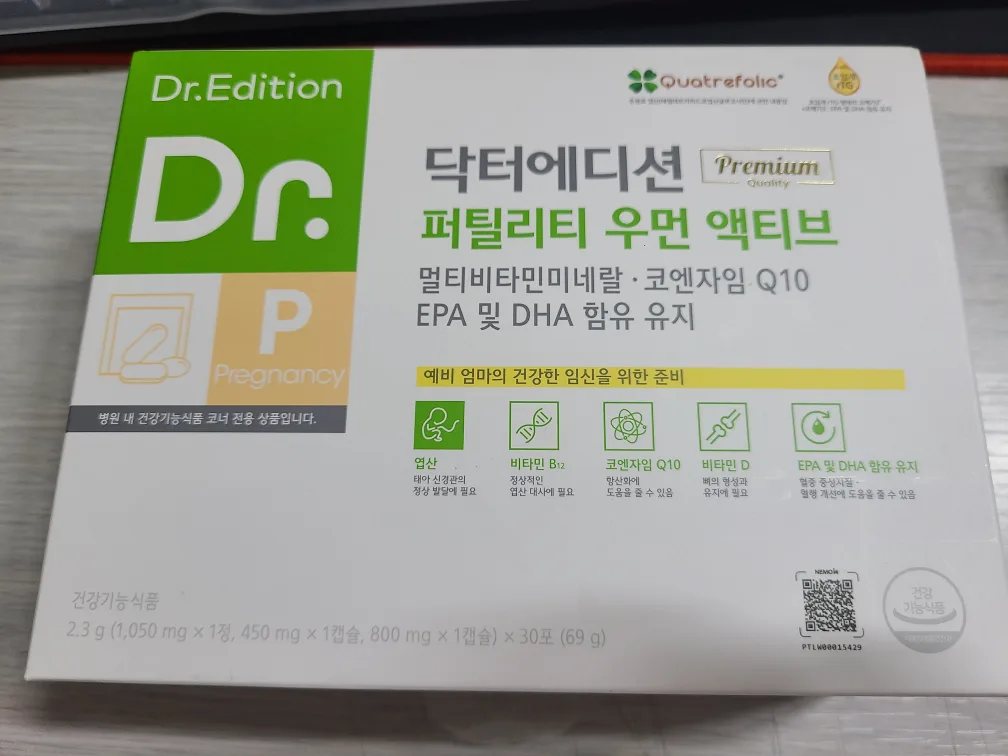 Dr.Edition
Dr.
P
Pregnancy
병원 내 건강기능식품 코너 전용 상품입니다.
Quatrefolic®
rTG
닥터에디션
Premium
Quality
퍼틸리티 우먼 액티브
멀티비타민미네랄 · 코엔자임 Q10
EPA 및 DHA 함유 유지
예비 엄마의 건강한 임신을 위한 준비
엽산
태아 신경관의
정상 발달에 필요
비타민 B12
정상적인
엽산 대사에 필요
코엔자임 Q10
항산화에
도움을 줄 수 있음
비타민 D
뼈의 형성과
유지에 필요
EPA 및 DHA 함유 유지
혈중 중성지질 ·
혈행 개선에 도움을 줄 수 있음
건강기능식품
2.3 g (1,050 mg × 1정, 450 mg × 1캡슐, 800 mg × 1캡슐) × 30포 (69 g)
PTLW00015429
건강
기능식품